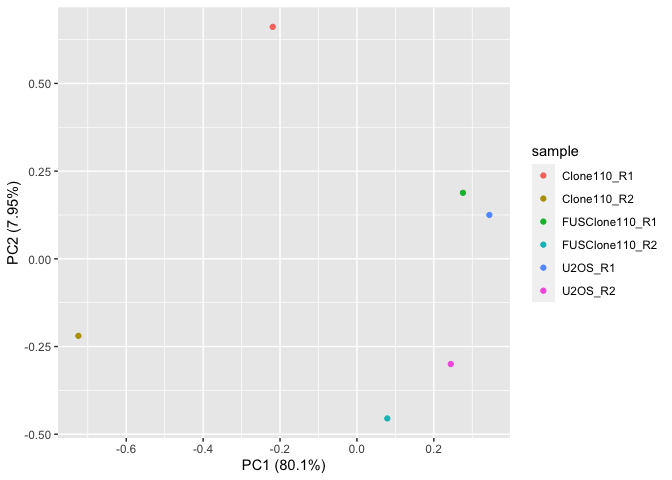 0.50
0.25
0.00
-0.25
-0.50
PC2 (7.95%)
-0.6
-0.4
-0.2
0.0
0.2
PC1 (80.1%)
sample
Clone110_R1
Clone110_R2
FUSClone110_R1
FUSClone110_R2
U2OS_R1
U2OS_R2